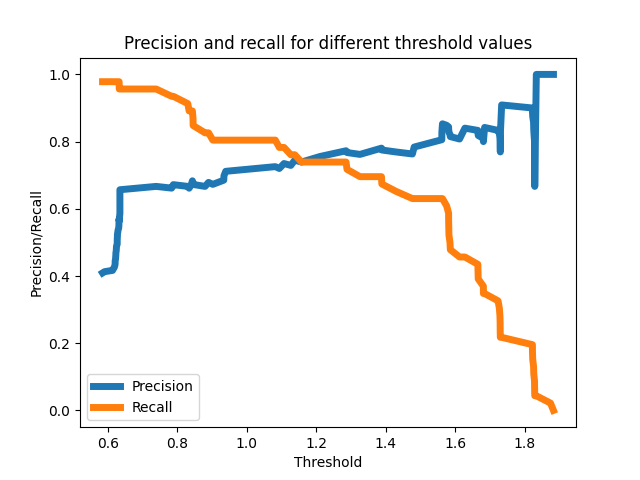 Precision and recall for different threshold values
1.0
0.8
0.6
0.4
0.2
0.0
Precision/Recall
Precision
Recall
0.6 0.8 1.0 1.2 1.4 1.6 1.8
Threshold